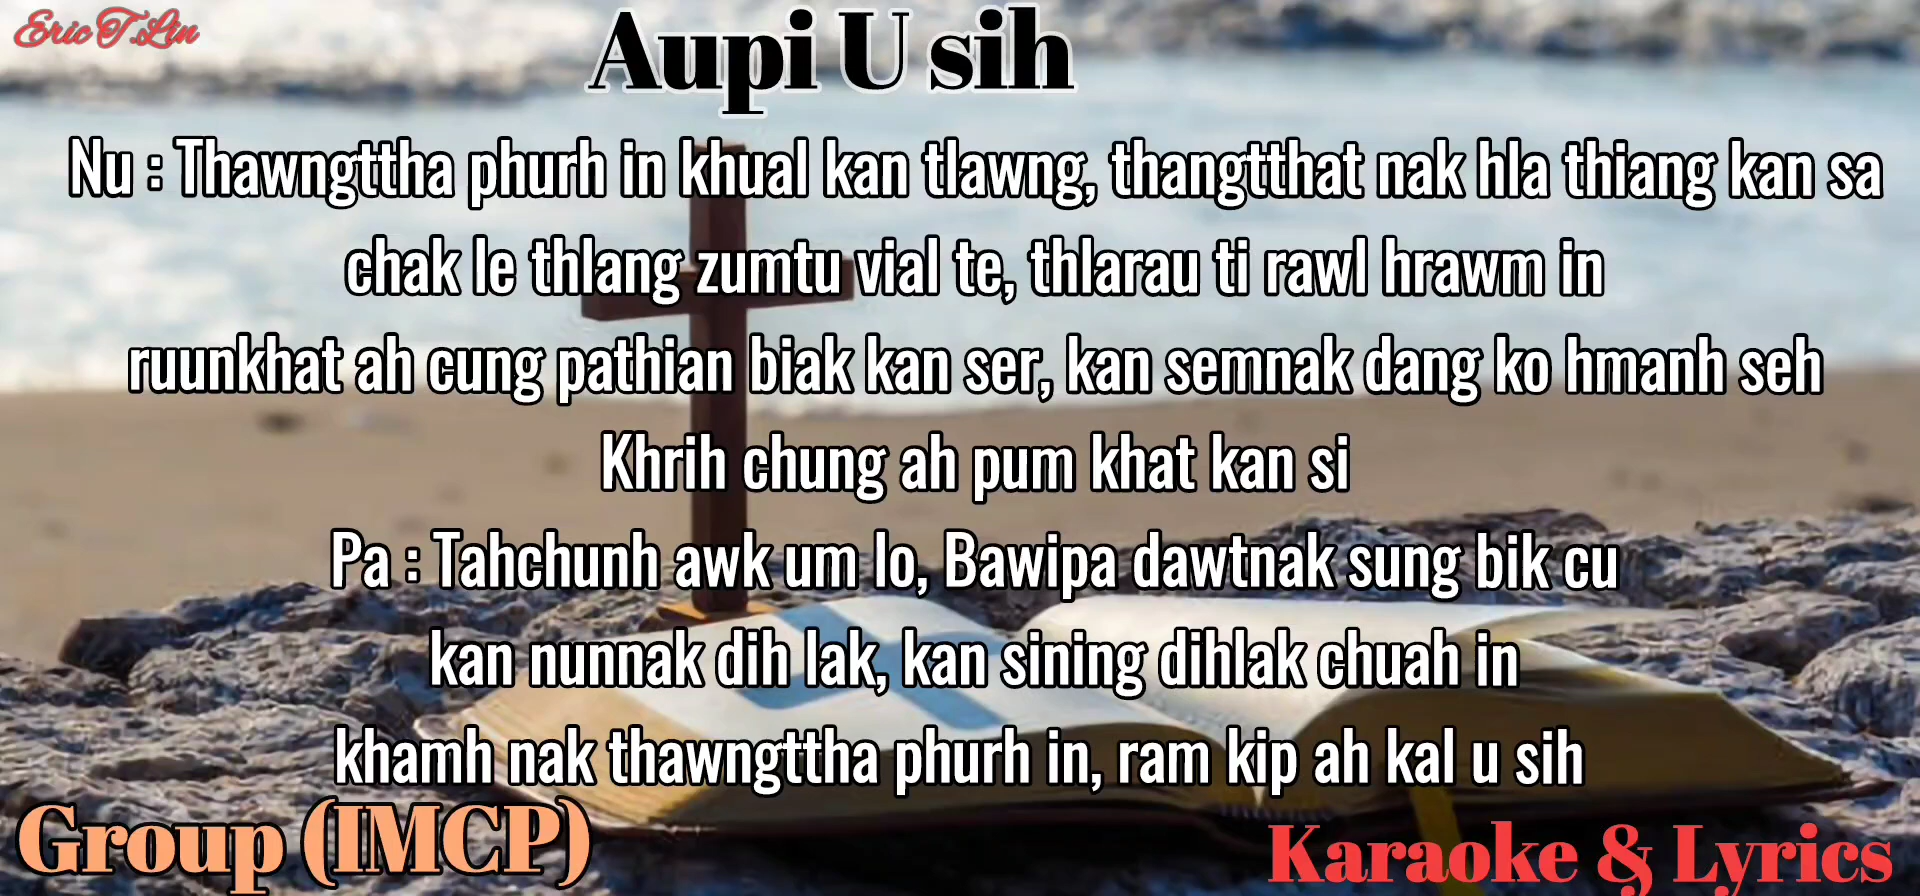 Eric T.Lin
Aupi U sih
Nu : Thawngttha phurh in khual kan tlawng, thangtthat nak hla thiang kan sa
chak le thlang zumtu vial te, thlarau ti rawl hrawm in
ruunkhat ah cung pathian biak kan ser, kan semnak dang ko hmanh seh
Khrih chung ah pum khat kan si
Pa : Tahchunh awk um lo, Bawipa dawtnak sung bik cu
kan nunnak dih lak, kan sining dihlak chuah in
khamh nak thawngttha phurh in, ram kip ah kal u sih
Group (IMCP)
Karaoke & Lyrics